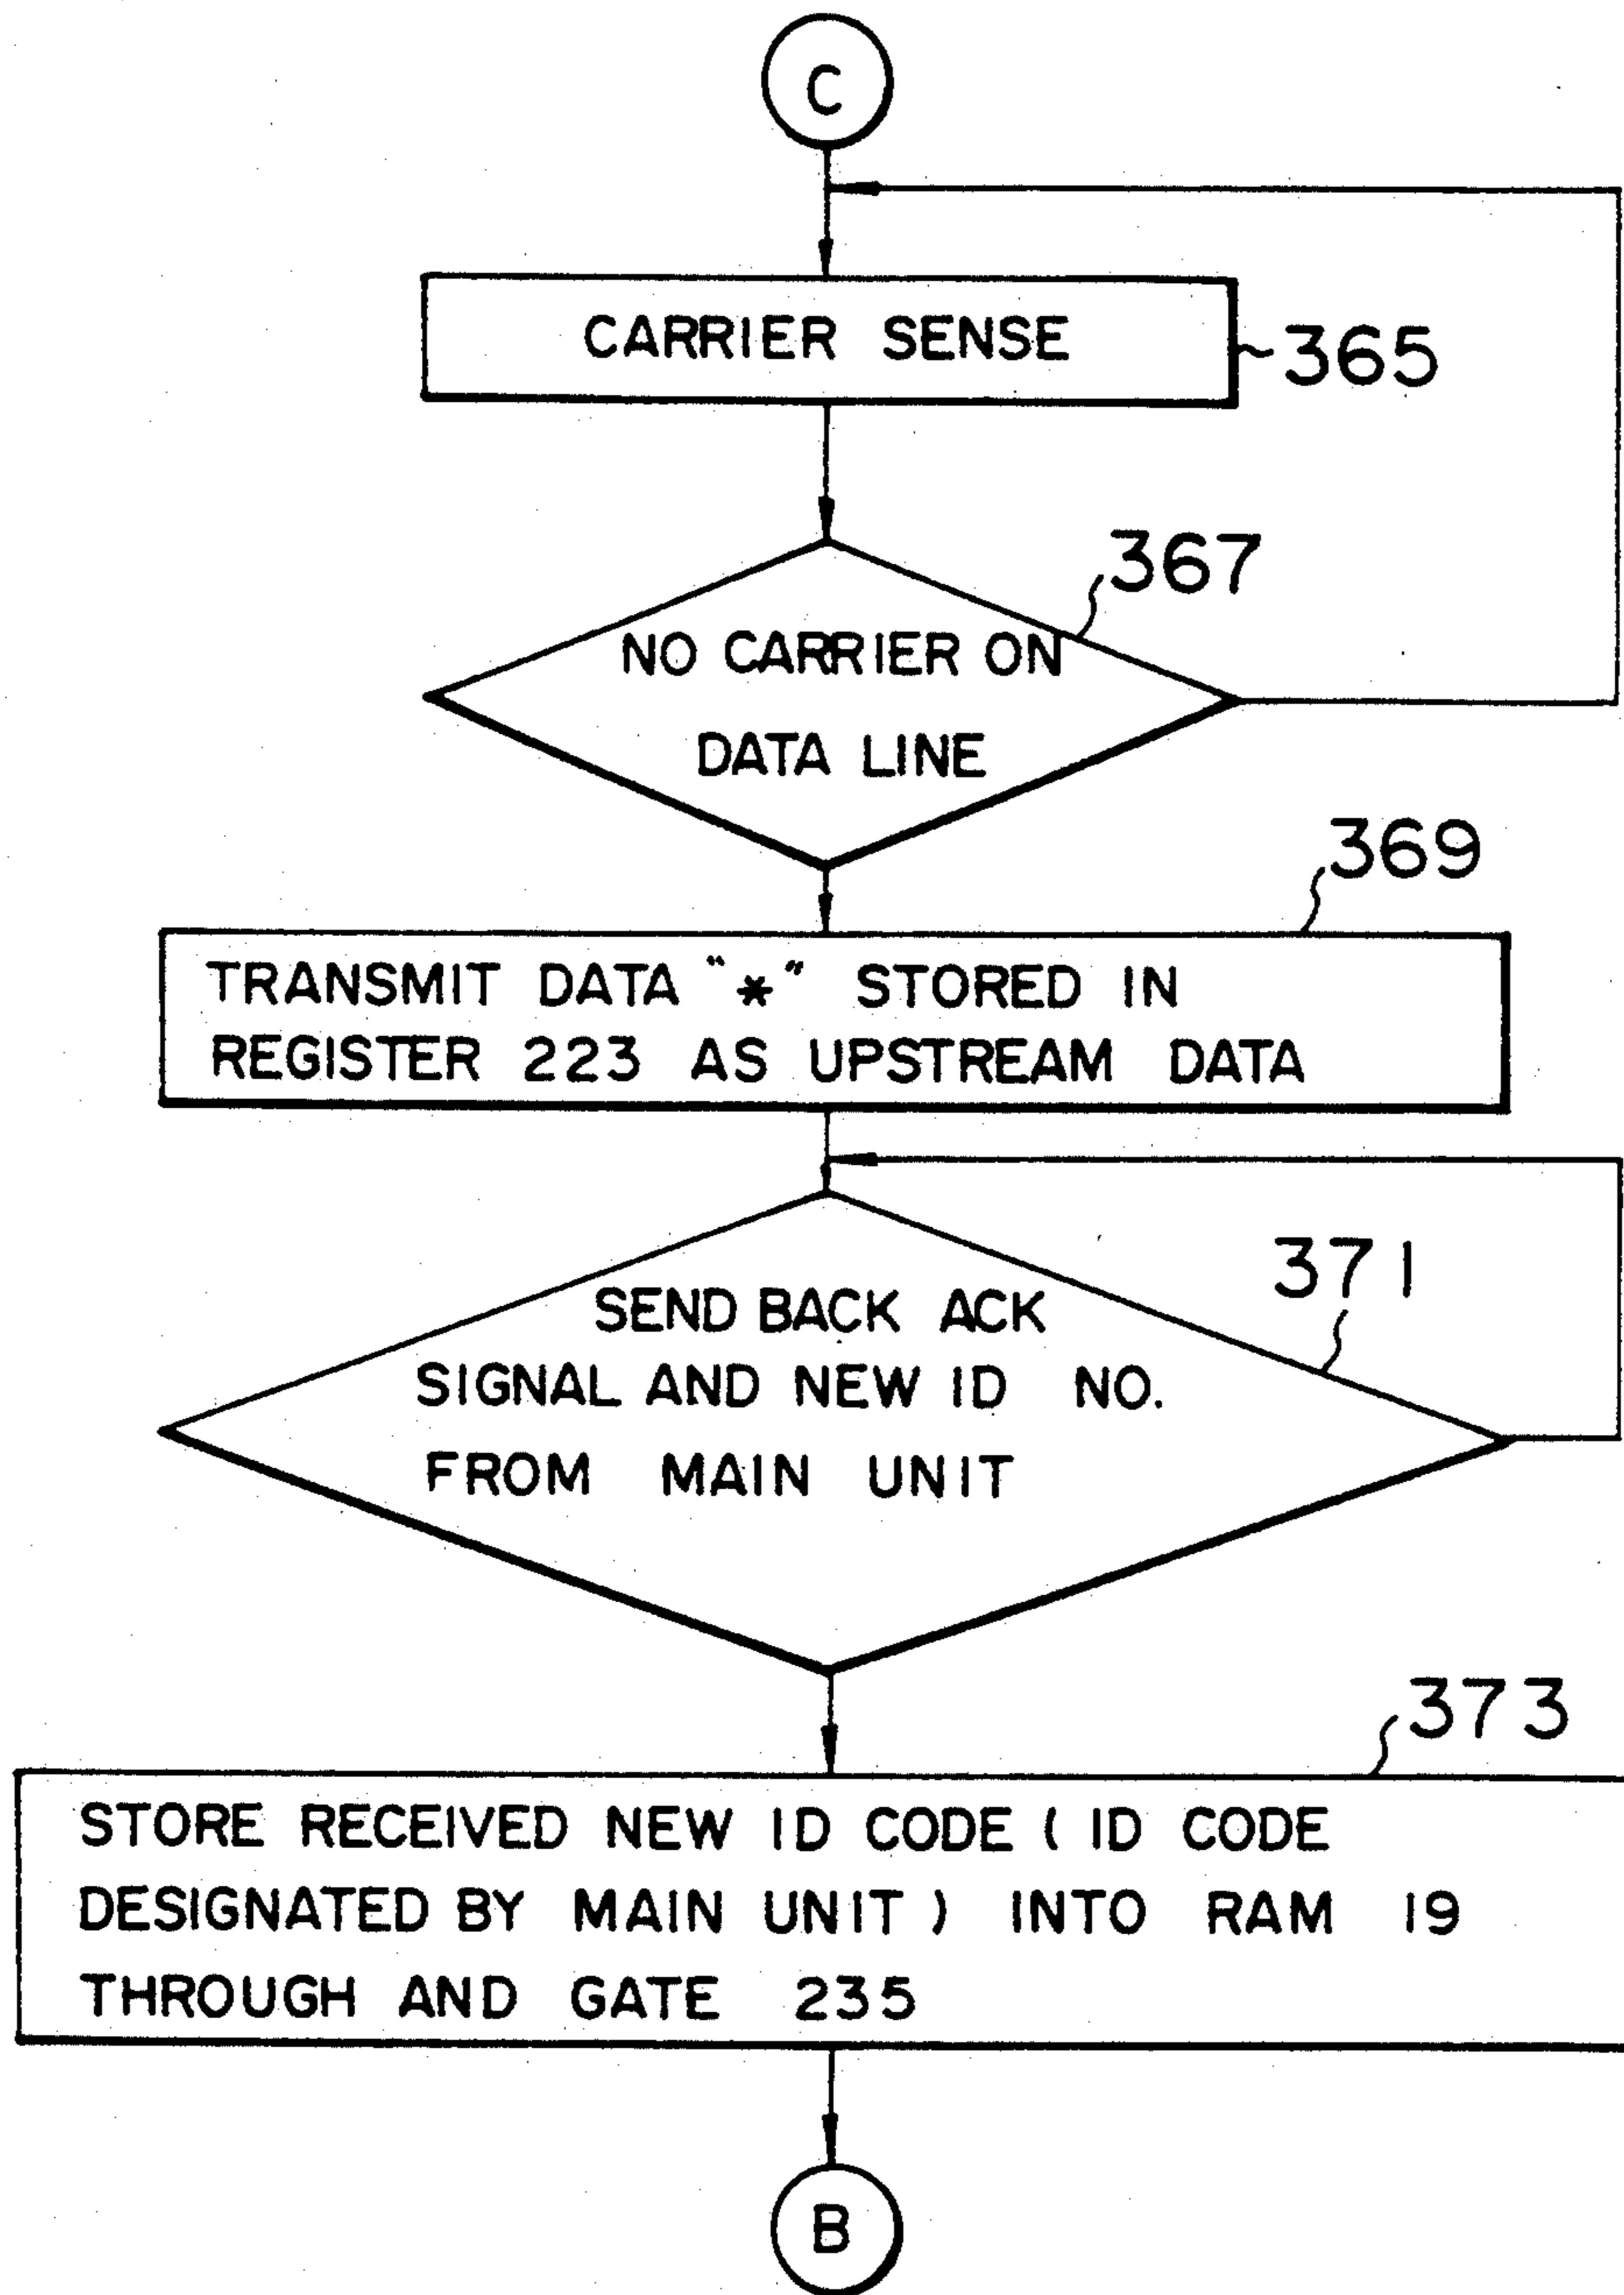 C
CARRIER SENSE
365
367
NO CARRIER ON
DATA LINE
369
TRANSMIT DATA "*" STORED IN
REGISTER 223 AS UPSTREAM DATA
371
SEND BACK ACK
SIGNAL AND NEW ID NO.
FROM MAIN UNIT
373
STORE RECEIVED NEW ID CODE ( ID CODE
DESIGNATED BY MAIN UNIT ) INTO RAM 19
THROUGH AND GATE 235
B